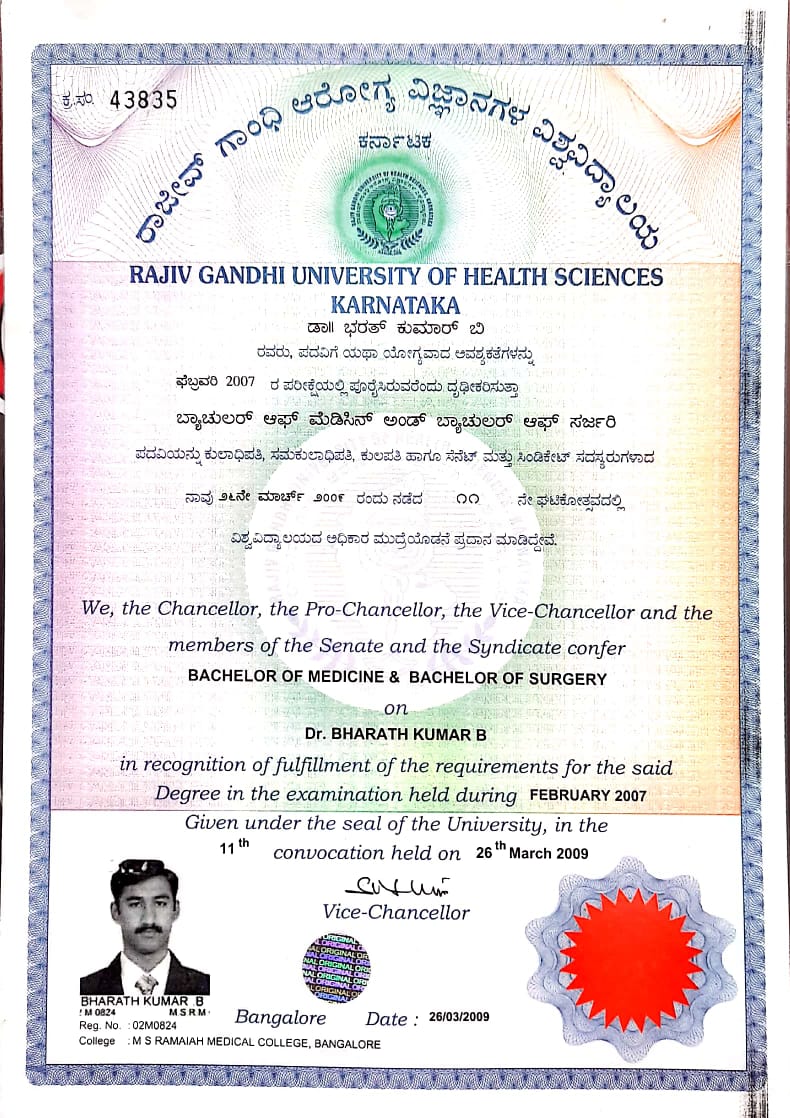 ಕ್ರ.ಸಂ. 43835
ರಾಜೀವ್ ಗಾಂಧಿ ಆರೋಗ್ಯ ವಿಜ್ಞಾನಗಳ ವಿಶ್ವವಿದ್ಯಾಲಯ
ಕರ್ನಾಟಕ
RAJIV GANDHI UNIVERSITY OF HEALTH SCIENCES
KARNATAKA
ಡಾ|| ಭರತ್ ಕುಮಾರ್ ಬಿ
ರವರು, ಪದವಿಗೆ ಯಥಾ ಯೋಗ್ಯವಾದ ಅವಶ್ಯಕತೆಗಳನ್ನು
ಫೆಬ್ರವರಿ 2007 ರ ಪರೀಕ್ಷೆಯಲ್ಲಿ ಪೂರೈಸಿರುವರೆಂದು ದೃಢೀಕರಿಸುತ್ತಾ
ಬ್ಯಾಚುಲರ್ ಆಫ್ ಮೆಡಿಸಿನ್ ಅಂಡ್ ಬ್ಯಾಚುಲರ್ ಆಫ್ ಸರ್ಜರಿ
ಪದವಿಯನ್ನು ಕುಲಾಧಿಪತಿ, ಸಮಕುಲಾಧಿಪತಿ, ಕುಲಪತಿ ಹಾಗೂ ಸೆನೆಟ್ ಮತ್ತು ಸಿಂಡಿಕೇಟ್ ಸದಸ್ಯರುಗಳಾದ
ನಾವು ೨೬ನೇ ಮಾರ್ಚ್ ೨೦೦೯ ರಂದು ನಡೆದ ೧೧ ನೇ ಘಟಿಕೋತ್ಸವದಲ್ಲಿ
ವಿಶ್ವವಿದ್ಯಾಲಯದ ಅಧಿಕಾರ ಮುದ್ರೆಯೊಡನೆ ಪ್ರದಾನ ಮಾಡಿದ್ದೇವೆ.
We, the Chancellor, the Pro-Chancellor, the Vice-Chancellor and the
members of the Senate and the Syndicate confer
BACHELOR OF MEDICINE & BACHELOR OF SURGERY
on
Dr. BHARATH KUMAR B
in recognition of fulfillment of the requirements for the said
Degree in the examination held during FEBRUARY 2007
Given under the seal of the University, in the
11th convocation held on 26th March 2009
Vice-Chancellor
ORIGINAL
BHARATH KUMAR .B
M 0824 M.S.R.M
Reg. No. : 02M0824
Bangalore Date : 26/03/2009
College : M S RAMAIAH MEDICAL COLLEGE, BANGALORE